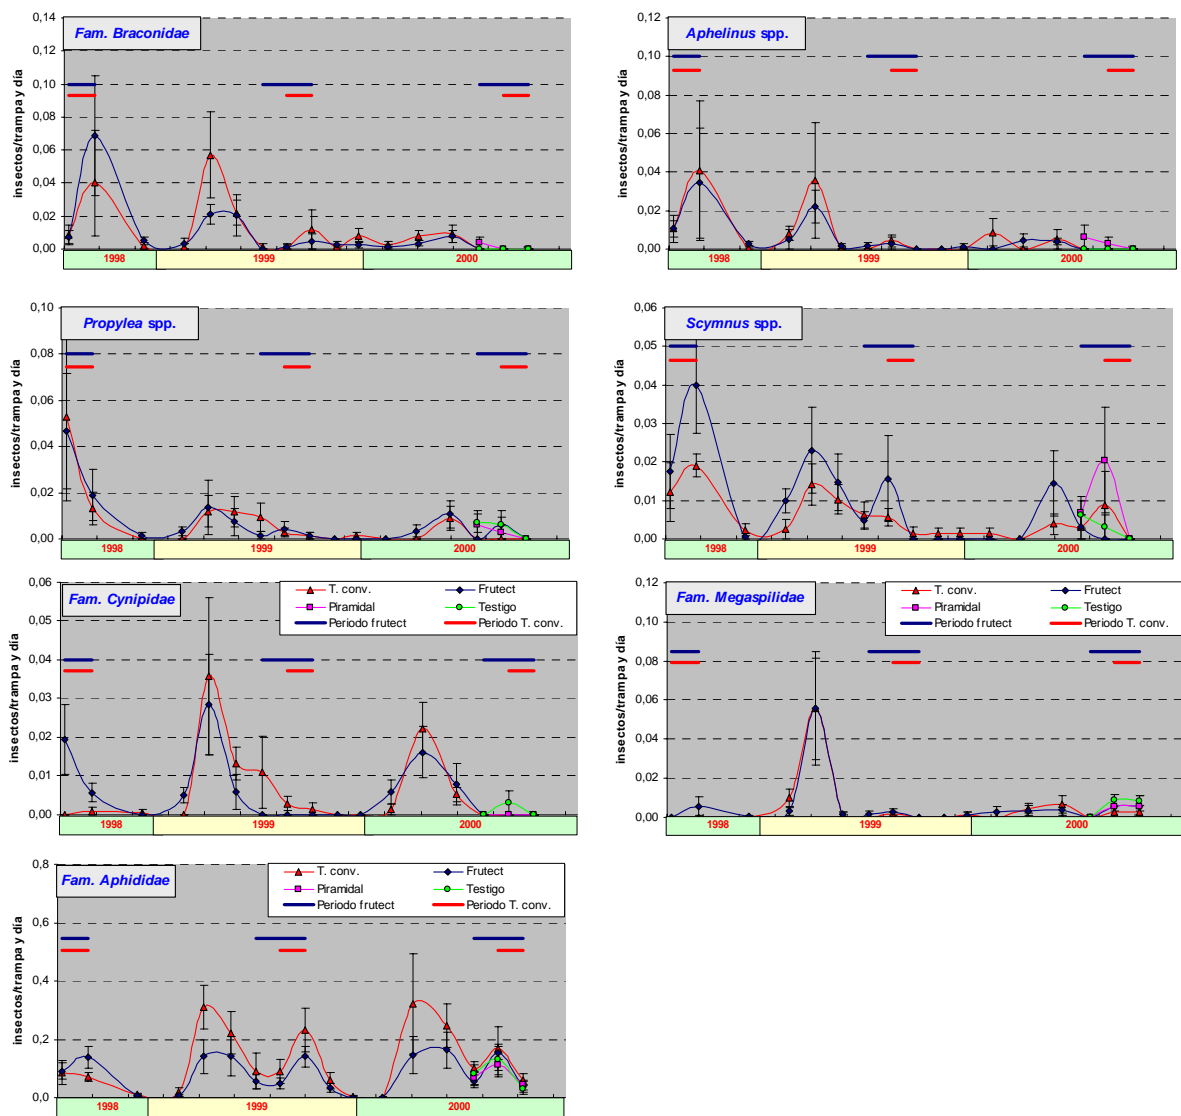 Fam. Braconidae
insectos/trampa y día
0,14
0,12
0,10
0,08
0,06
0,04
0,02
0,00
1998
1999
2000
Aphelinus spp.
insectos/trampa y día
0,12
0,10
0,08
0,06
0,04
0,02
0,00
1998
1999
2000
Propylea spp.
insectos/trampa y día
0,10
0,08
0,06
0,04
0,02
0,00
1998
1999
2000
Scymnus spp.
insectos/trampa y día
0,06
0,05
0,04
0,03
0,02
0,01
0,00
1998
1999
2000
Fam. Cynipidae
T. conv. Frutect
Piramidal Testigo
Periodo frutect Periodo T. conv.
insectos/trampa y día
0,06
0,05
0,04
0,03
0,02
0,01
0,00
1998
1999
2000
Fam. Megaspilidae
T. conv. Frutect
Piramidal Testigo
Periodo frutect Periodo T. conv.
insectos/trampa y día
0,12
0,10
0,08
0,06
0,04
0,02
0,00
1998
1999
2000
Fam. Aphididae
T. conv. Frutect
Piramidal Testigo
Periodo frutect Periodo T. conv.
insectos/trampa y día
0,8
0,6
0,4
0,2
0,0
1998
1999
2000